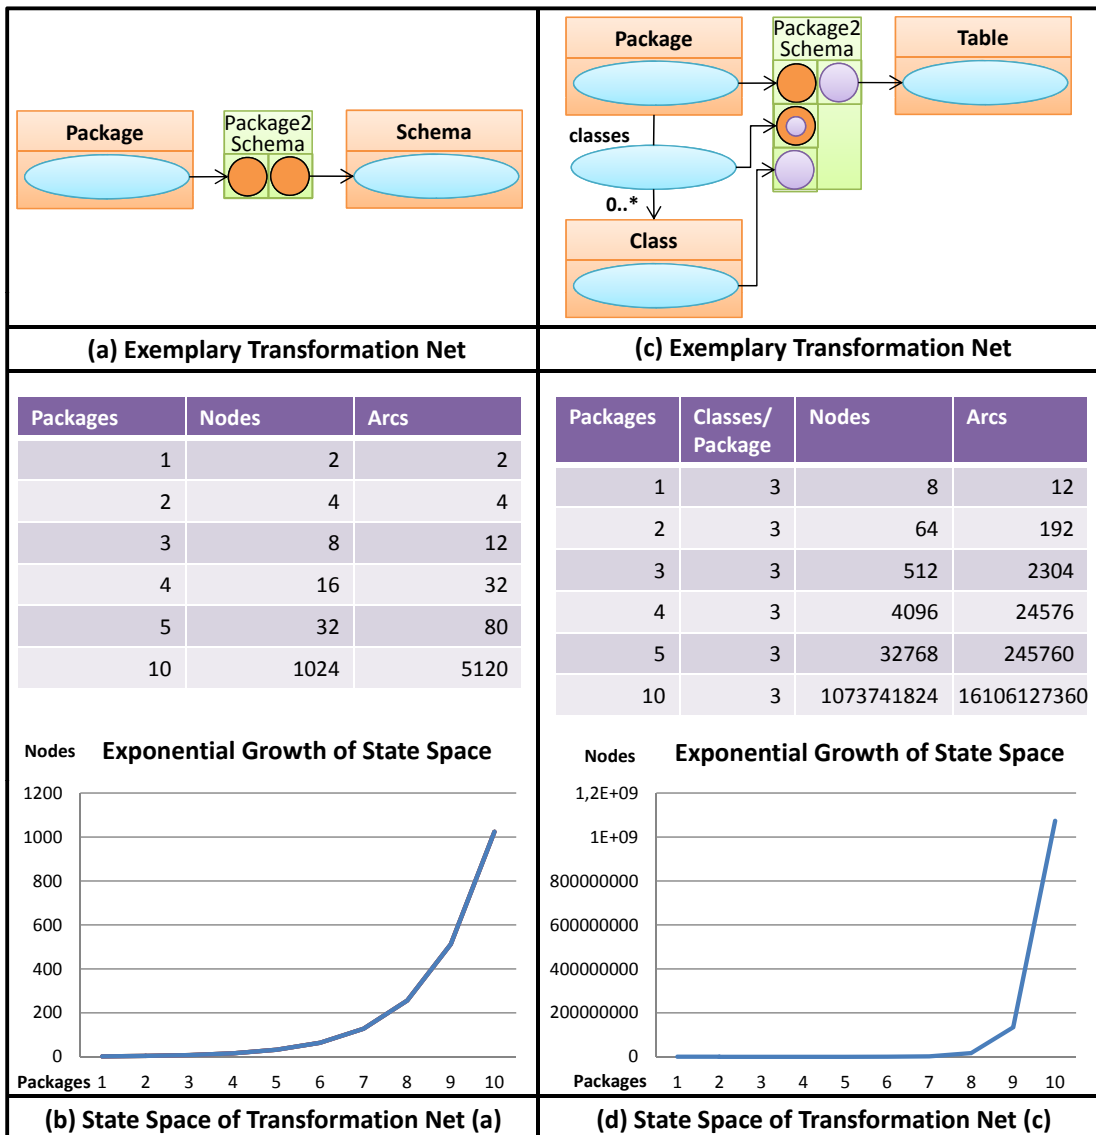 Package
Package2
Schema
Schema
(a) Exemplary Transformation Net
Package
Package2
Schema
Table
classes
0..*
Class
(c) Exemplary Transformation Net
Packages Nodes Arcs
1 2 2
2 4 4
3 8 12
4 16 32
5 32 80
10 1024 5120
Nodes Exponential Growth of State Space
1200
1000
800
600
400
200
0
Packages 1 2 3 4 5 6 7 8 9 10
(b) State Space of Transformation Net (a)
Packages Classes/ Nodes Arcs
Package
1 3 8 12
2 3 64 192
3 3 512 2304
4 3 4096 24576
5 3 32768 245760
10 3 1073741824 16106127360
Nodes Exponential Growth of State Space
1,2E+09
1E+09
800000000
600000000
400000000
200000000
0
Packages 1 2 3 4 5 6 7 8 9 10
(d) State Space of Transformation Net (c)